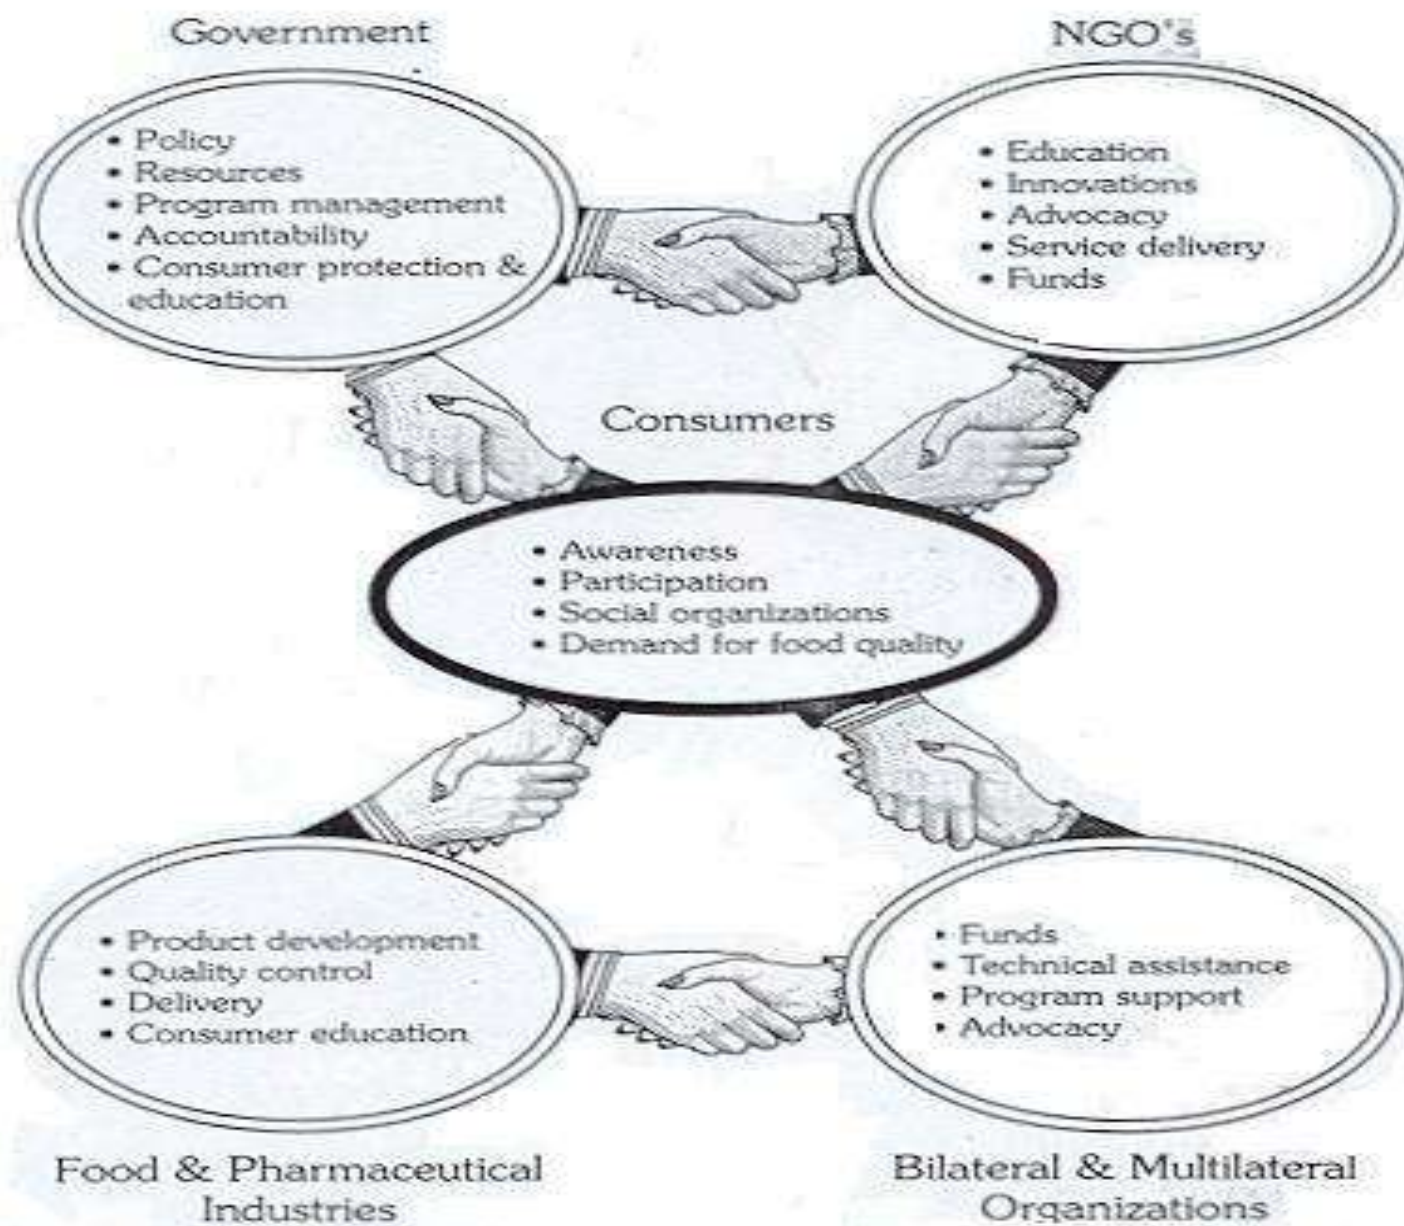 Government
• Policy
• Resources
• Program management
• Accountability
• Consumer protection &
education
NGO's
• Education
• Innovations
• Advocacy
• Service delivery
• Funds
Consumers
• Awareness
• Participation
• Social organizations
• Demand for food quality
• Product development
• Quality control
• Delivery
• Consumer education
Food & Pharmaceutical
Industries
• Funds
• Technical assistance
• Program support
• Advocacy
Bilateral & Multilateral
Organizations